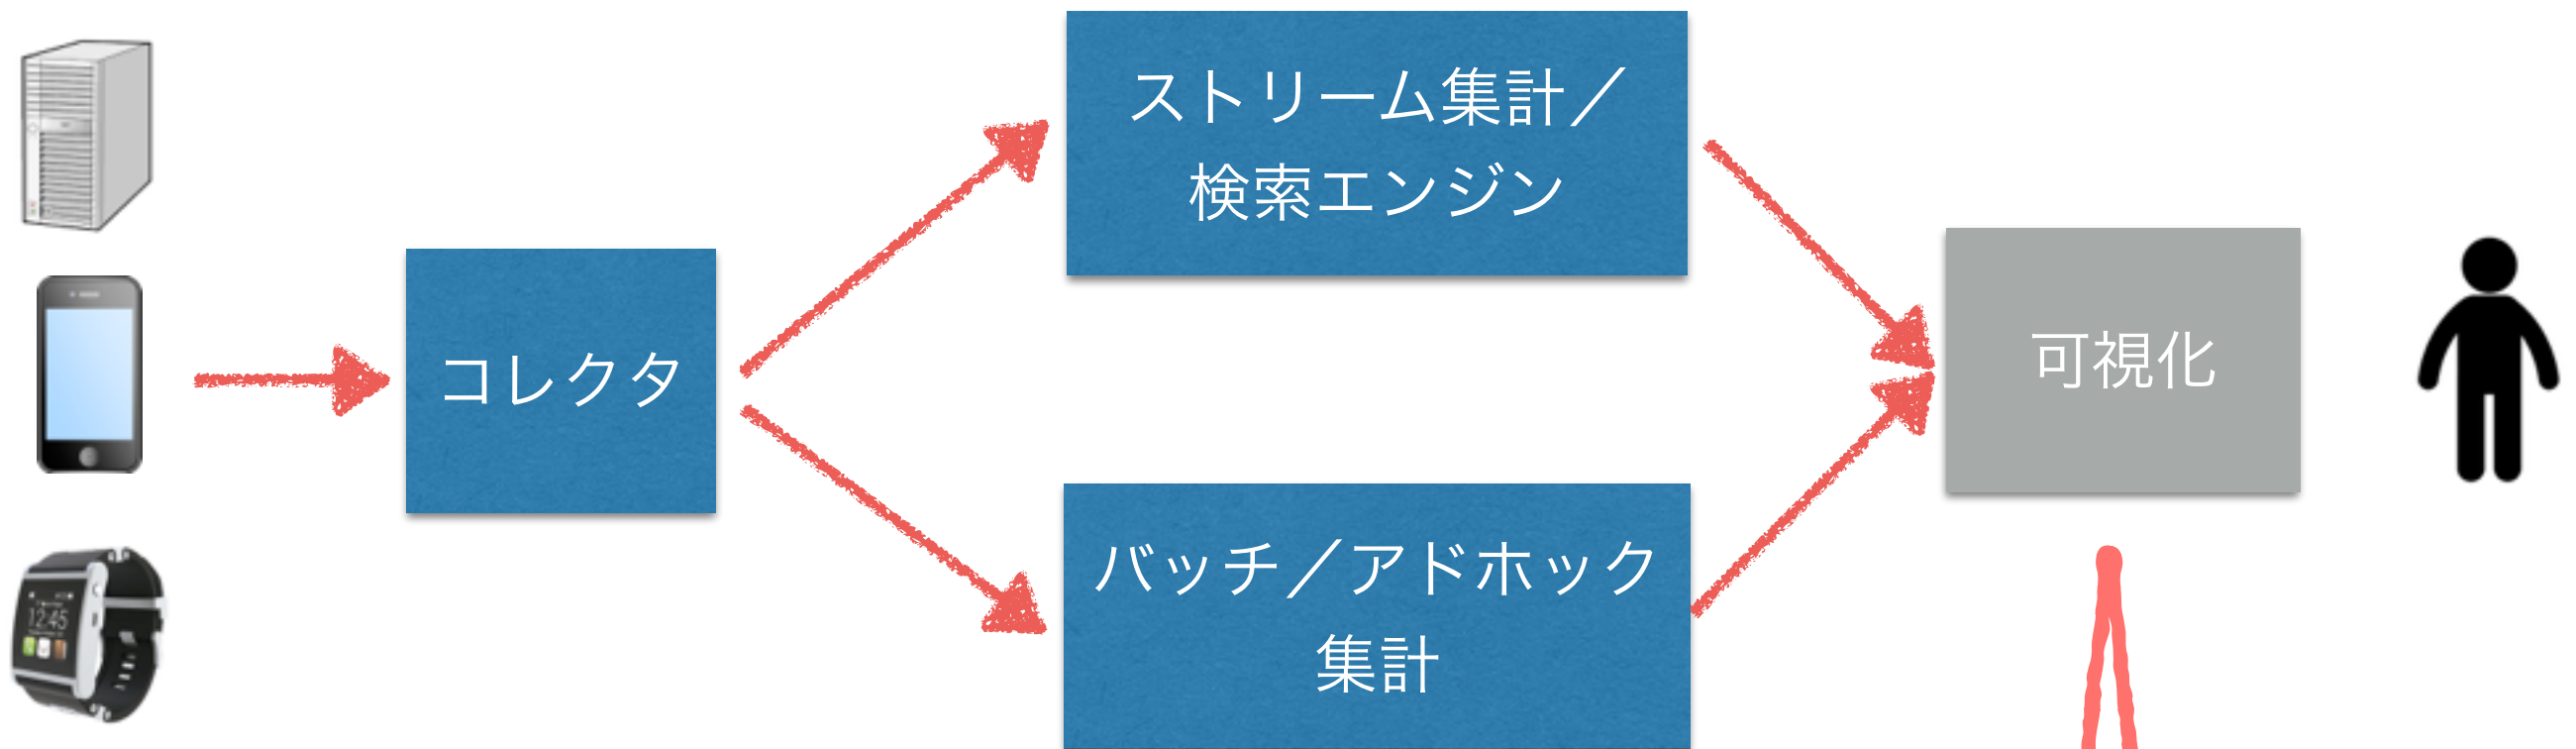 ストリーム集計／
検索エンジン
コレクタ
可視化
バッチ／アドホック
集計
12:45